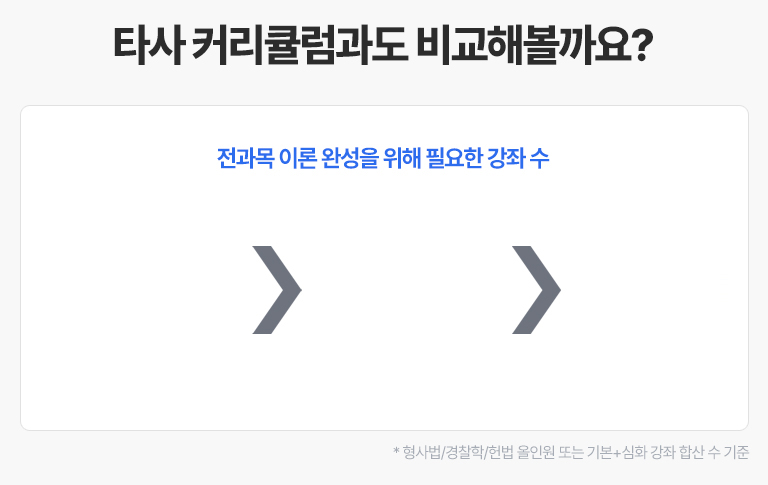 타사 커리큘럼과도 비교해볼까요?
전과목 이론 완성을 위해 필요한 강좌 수
* 형사법/경찰학/헌법 올인원 또는 기본+심화 강좌 합산 수 기준